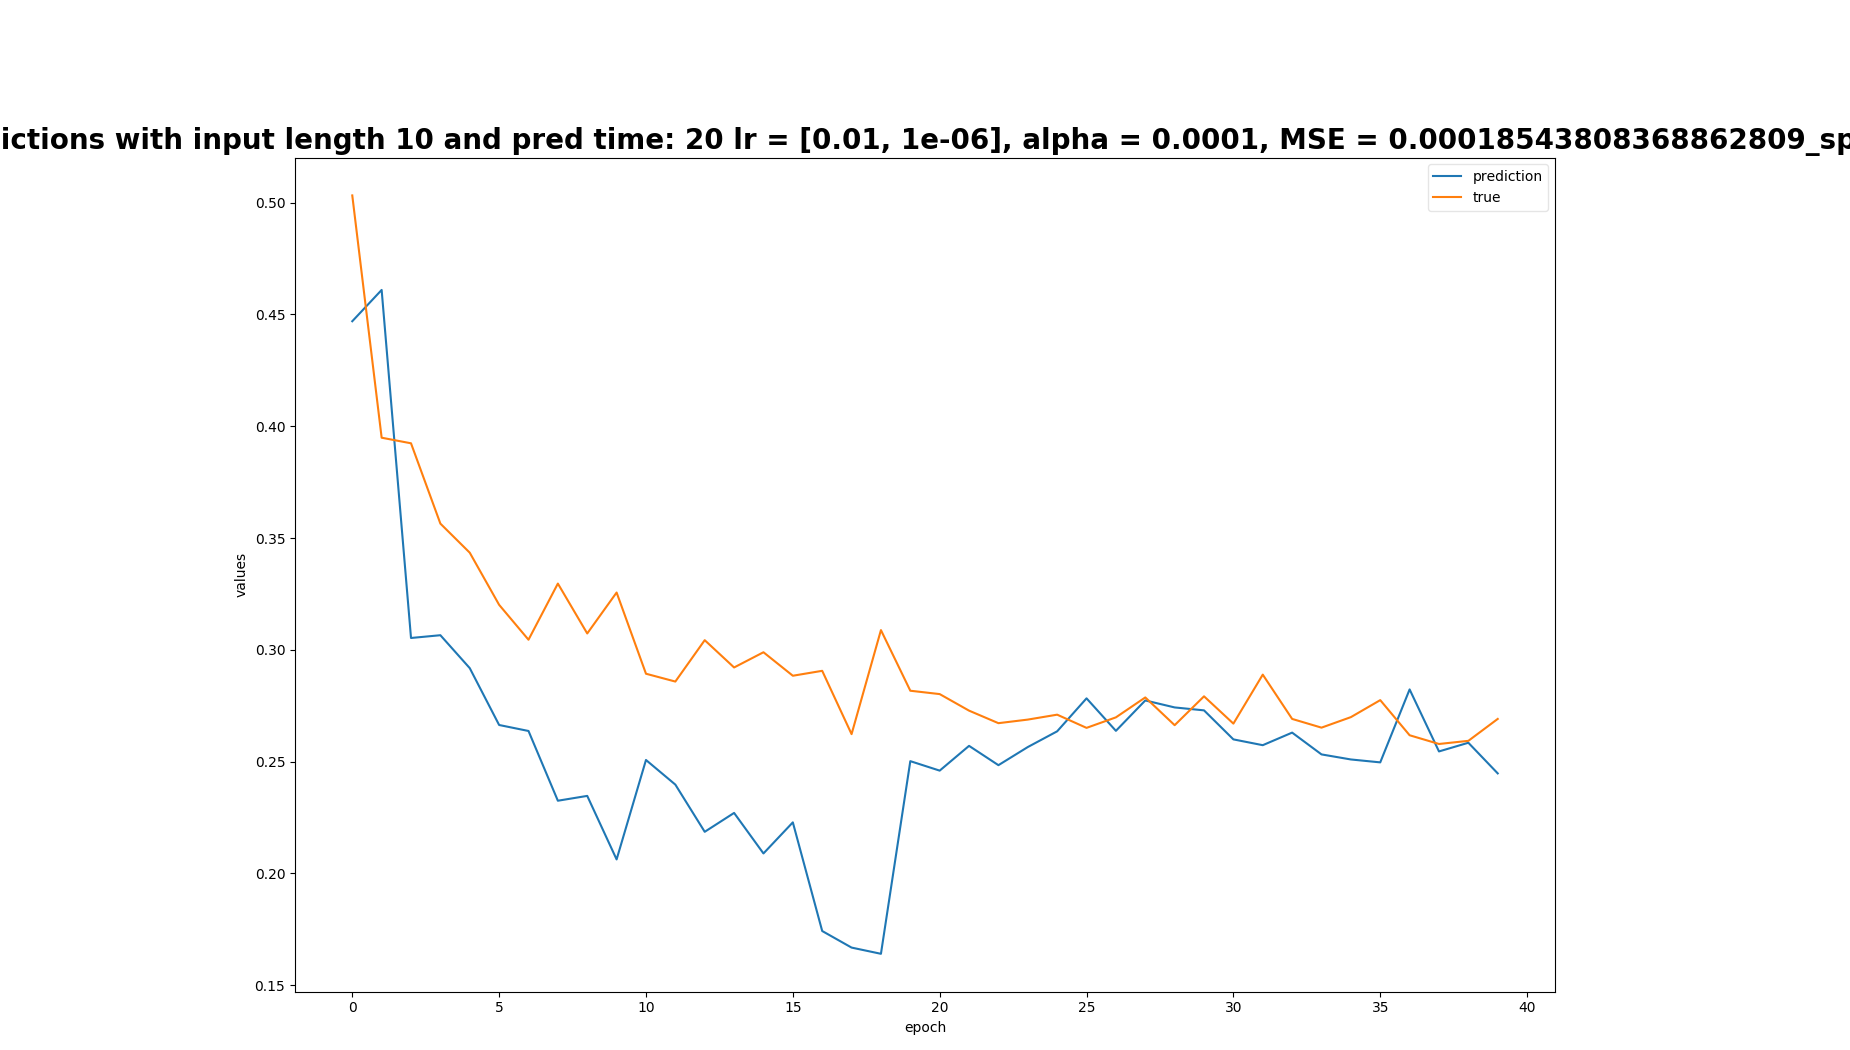 ictions with input length 10 and pred time: 20 lr = [0.01, 1e-06], alpha = 0.0001, MSE = 0.00018543808368862809_sp
prediction
true
0.50
0.45
0.40
0.35
0.30
0.25
0.20
0.15
values
0 5 10 15 20 25 30 35 40
epoch